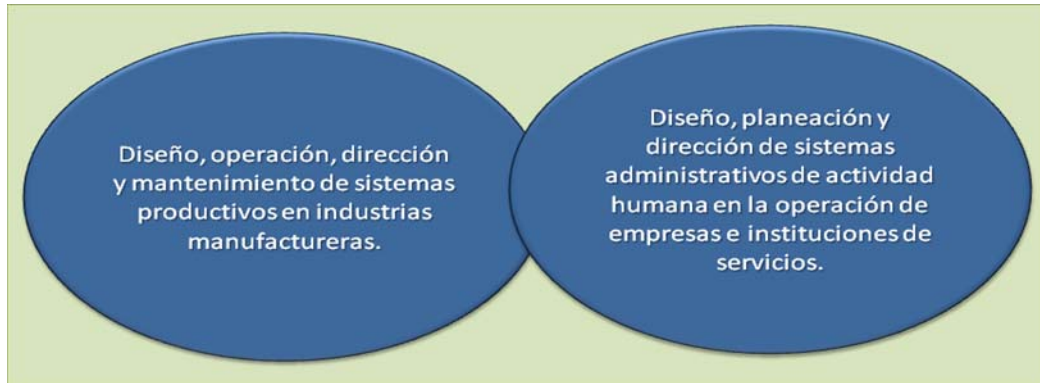 Diseño, operación, dirección
y mantenimiento de sistemas
productivos en industrias
manufactureras.
Diseño, planeación y
dirección de sistemas
administrativos de actividad
humana en la operación de
empresas e instituciones de
servicios.